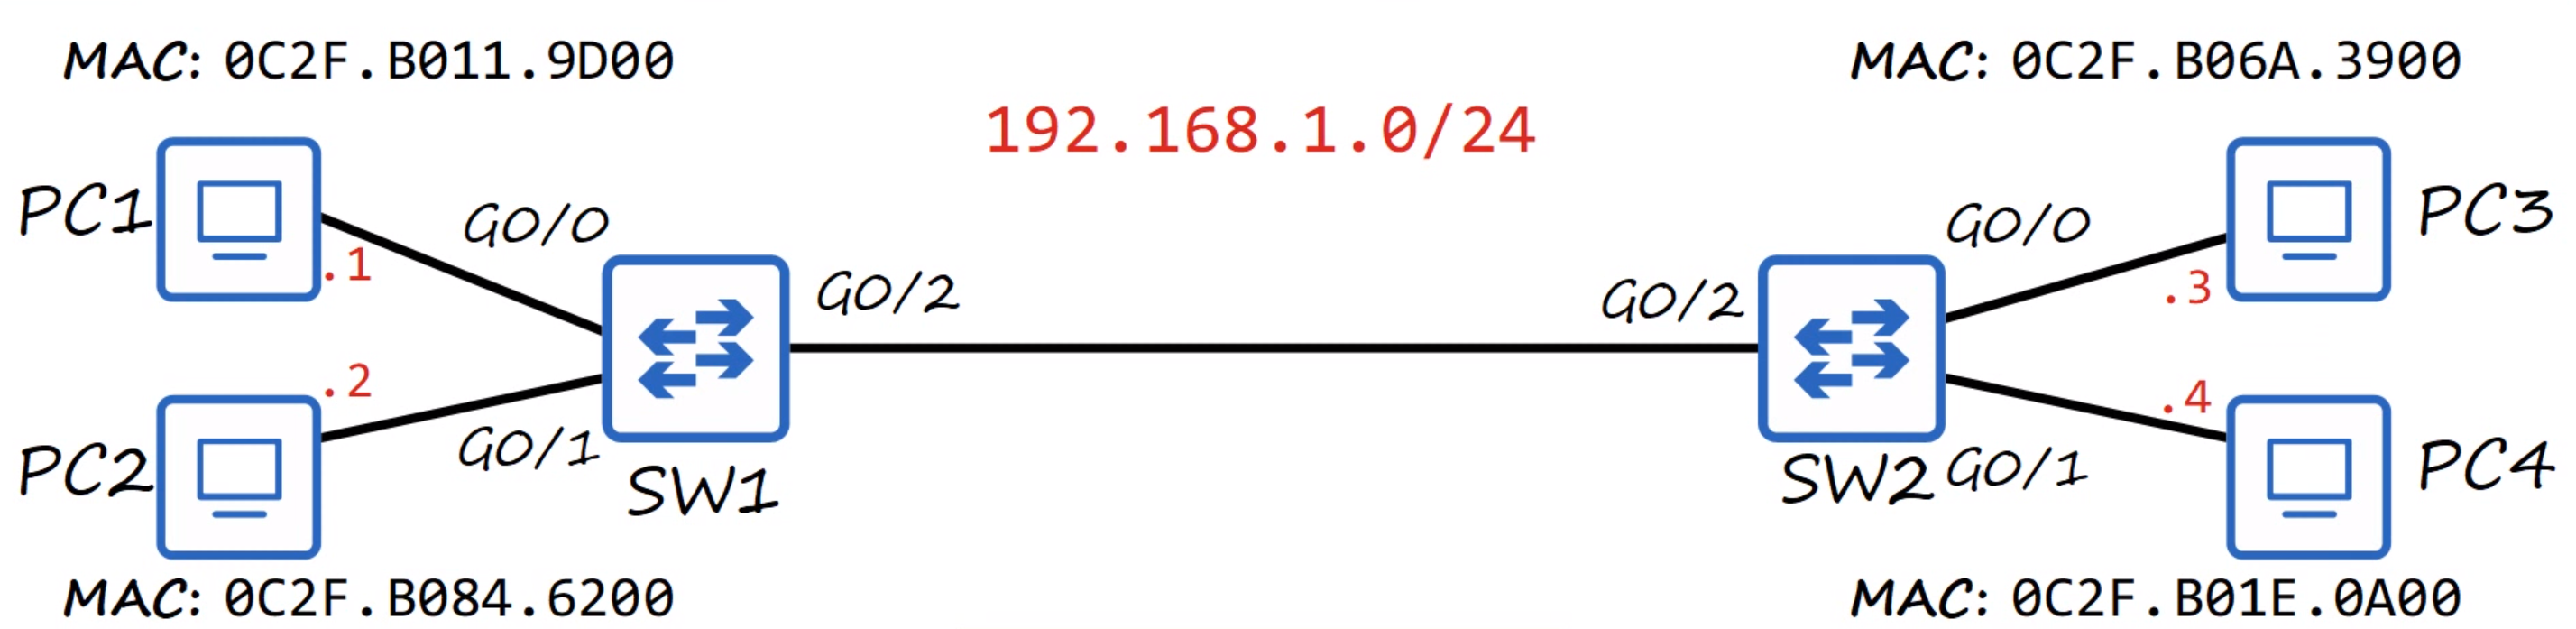 MAC: 0C2F.B011.9D00
MAC: 0C2F.B06A.3900
192.168.1.0/24
PC1
G0/0
G0/0
PC3
.1
.3
G0/2
G0/2
.2
.4
PC2
G0/1
SW1
SW2
G0/1
PC4
MAC: 0C2F.B084.6200
MAC: 0C2F.B01E.0A00